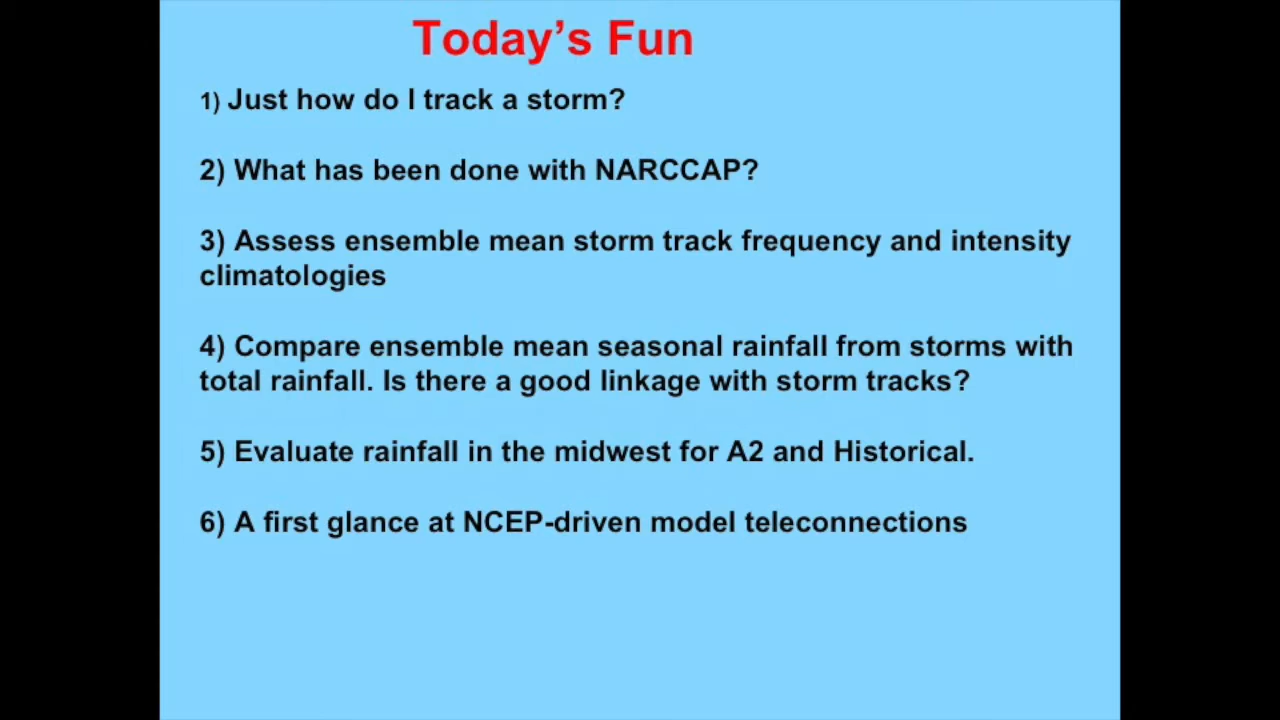 Today’s Fun
1) Just how do I track a storm?
2) What has been done with NARCCAP?
3) Assess ensemble mean storm track frequency and intensity
climatologies
4) Compare ensemble mean seasonal rainfall from storms with
total rainfall. Is there a good linkage with storm tracks?
5) Evaluate rainfall in the midwest for A2 and Historical.
6) A first glance at NCEP-driven model teleconnections